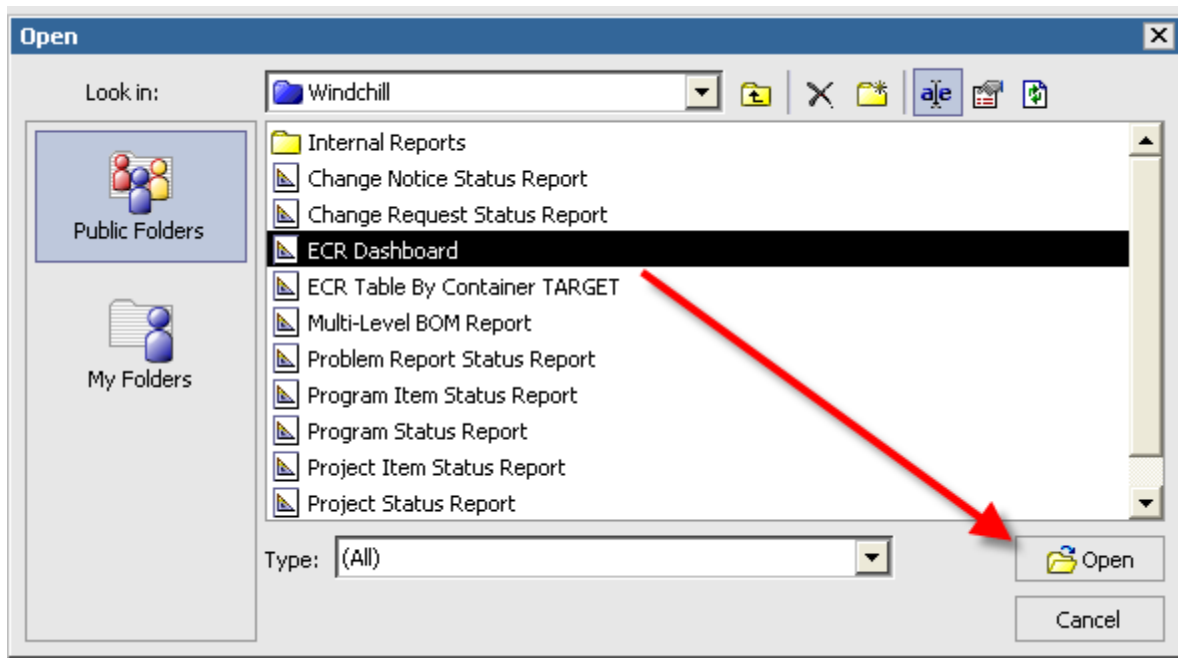 Open
Look in:
Windchill
aje
Public Folders
My Folders
Internal Reports
Change Notice Status Report
Change Request Status Report
ECR Dashboard
ECR Table By Container TARGET
Multi-Level BOM Report
Problem Report Status Report
Program Item Status Report
Program Status Report
Project Item Status Report
Project Status Report
Type:
(All)
Open
Cancel